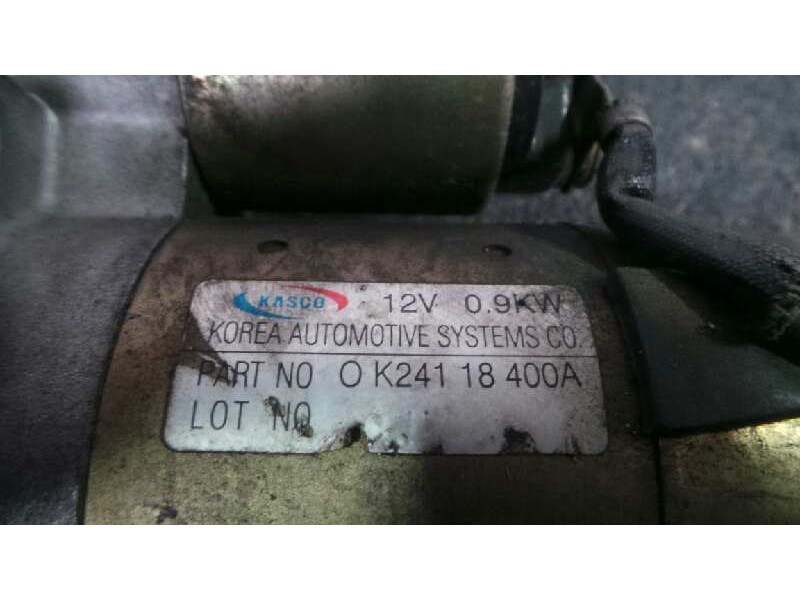 KASCO 12V 0.9KW
KOREA AUTOMOTIVE SYSTEMS CO
PART NO O K241 18 400A
LOT NO